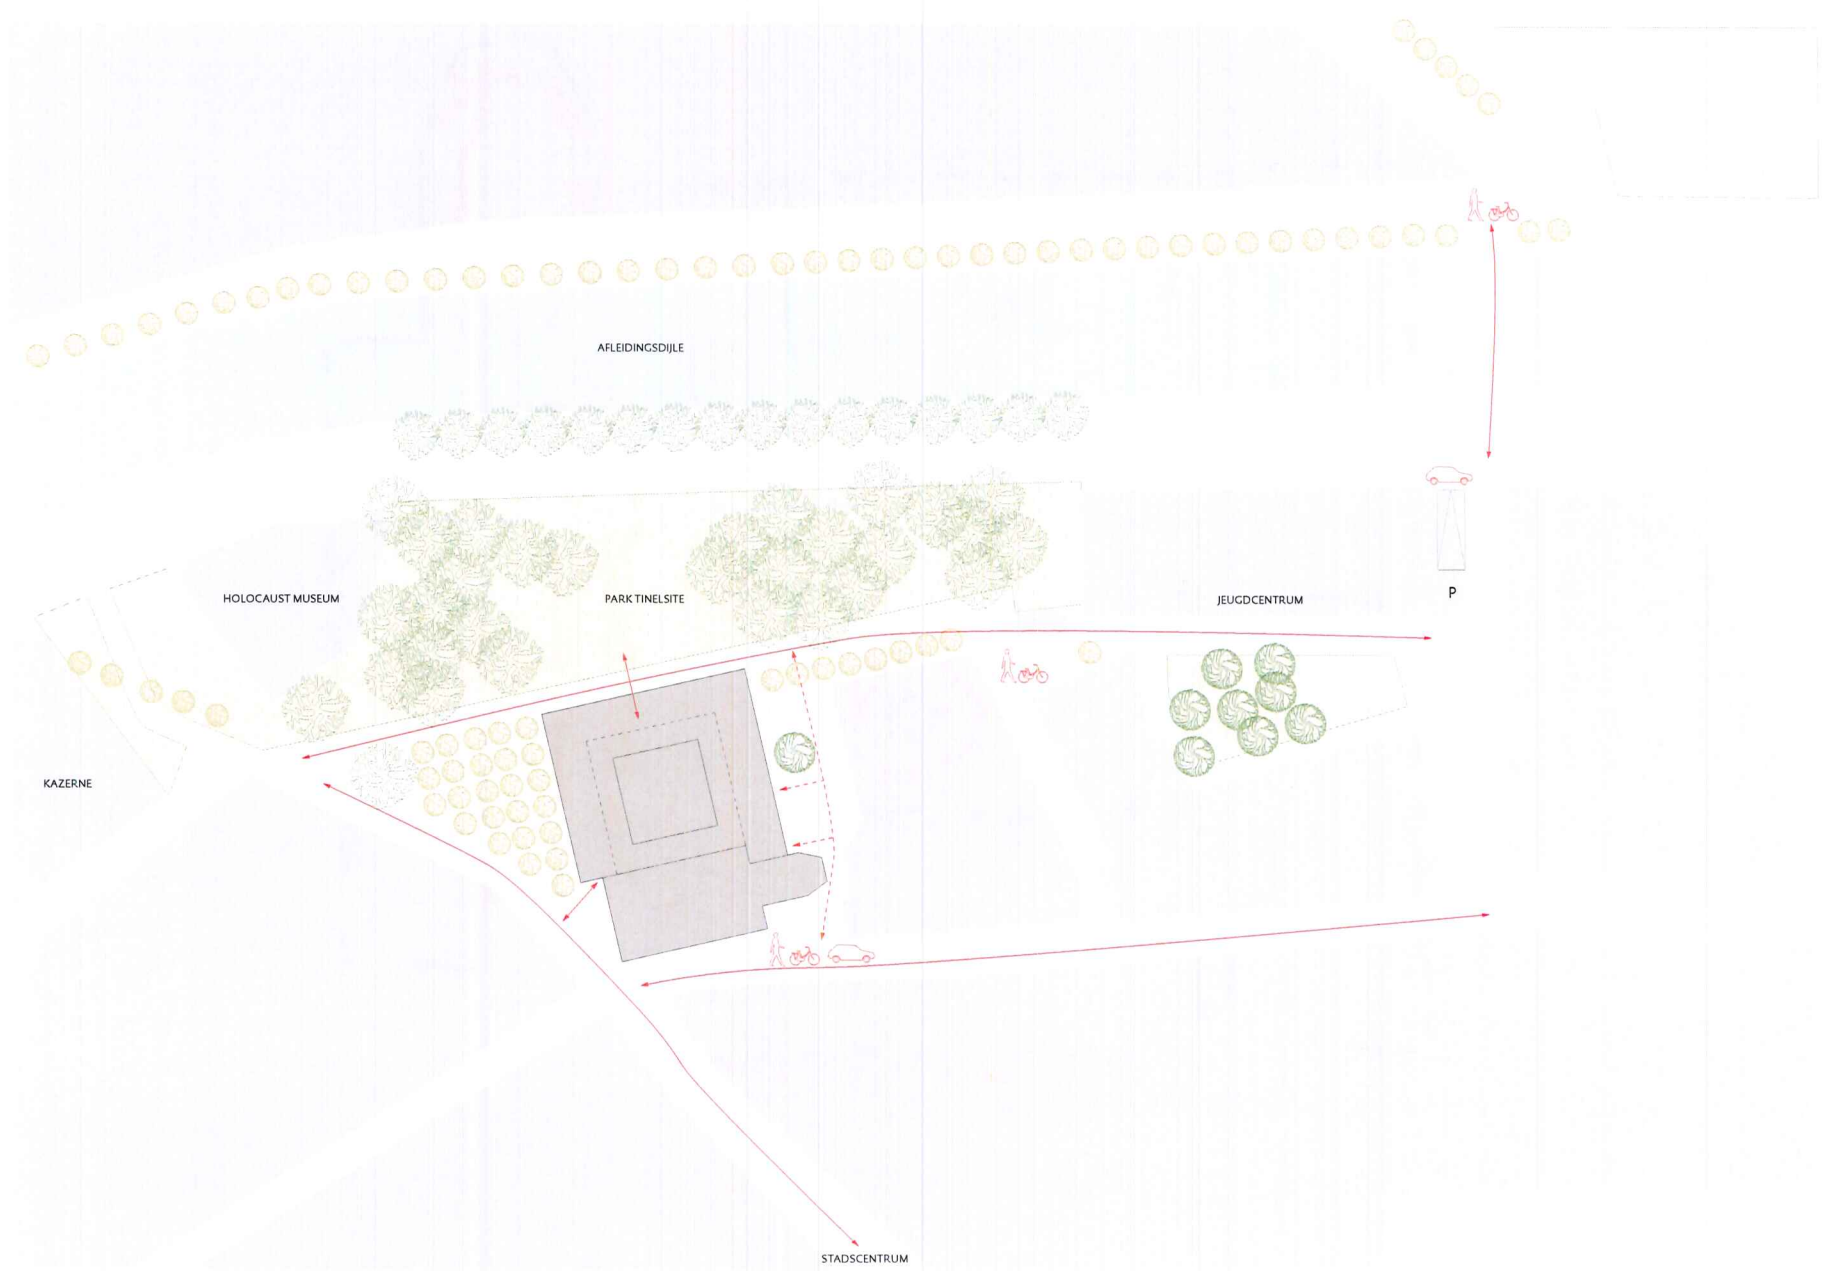 AFLEIDINGSDIJLE
HOLOCAUST MUSEUM
PARK TINELSITE
JEUGDCENTRUM
P
KAZERNE
STADSCENTRUM